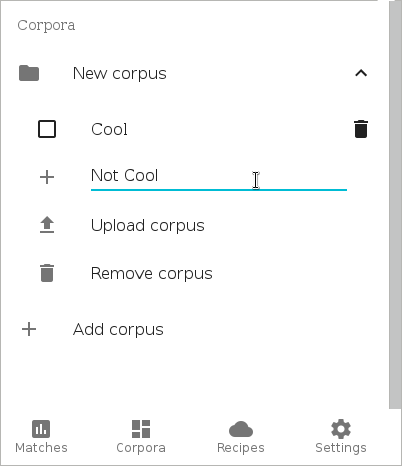 Corpora
New corpus
Cool
Not Cool
Upload corpus
Remove corpus
Add corpus
Matches
Corpora
Recipes
Settings